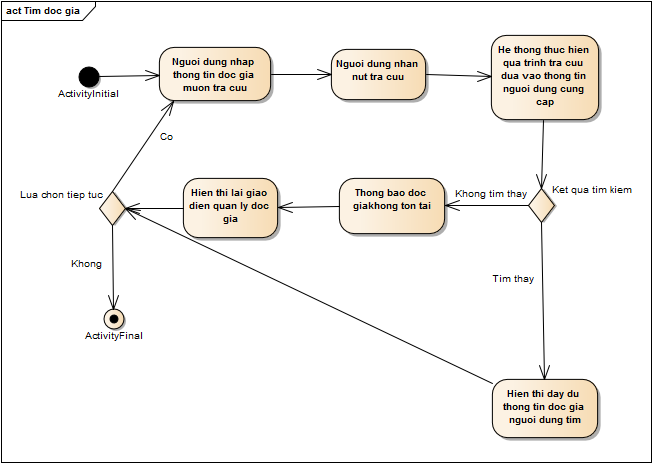 act Tim doc gia
ActivityInitial
Nguoi dung nhap
thong tin doc gia
muon tra cuu
Nguoi dung nhan
nut tra cuu
He thong thuc hien
qua trinh tra cuu
dua vao thong tin
nguoi dung cung
cap
Co
Lua chon tiep tuc
Hien thi lai giao
dien quan ly doc
gia
Thong bao doc
giakhong ton tai
Khong tim thay
Ket qua tim kiem
Khong
Tim thay
ActivityFinal
Hien thi day du
thong tin doc gia
nguoi dung tim